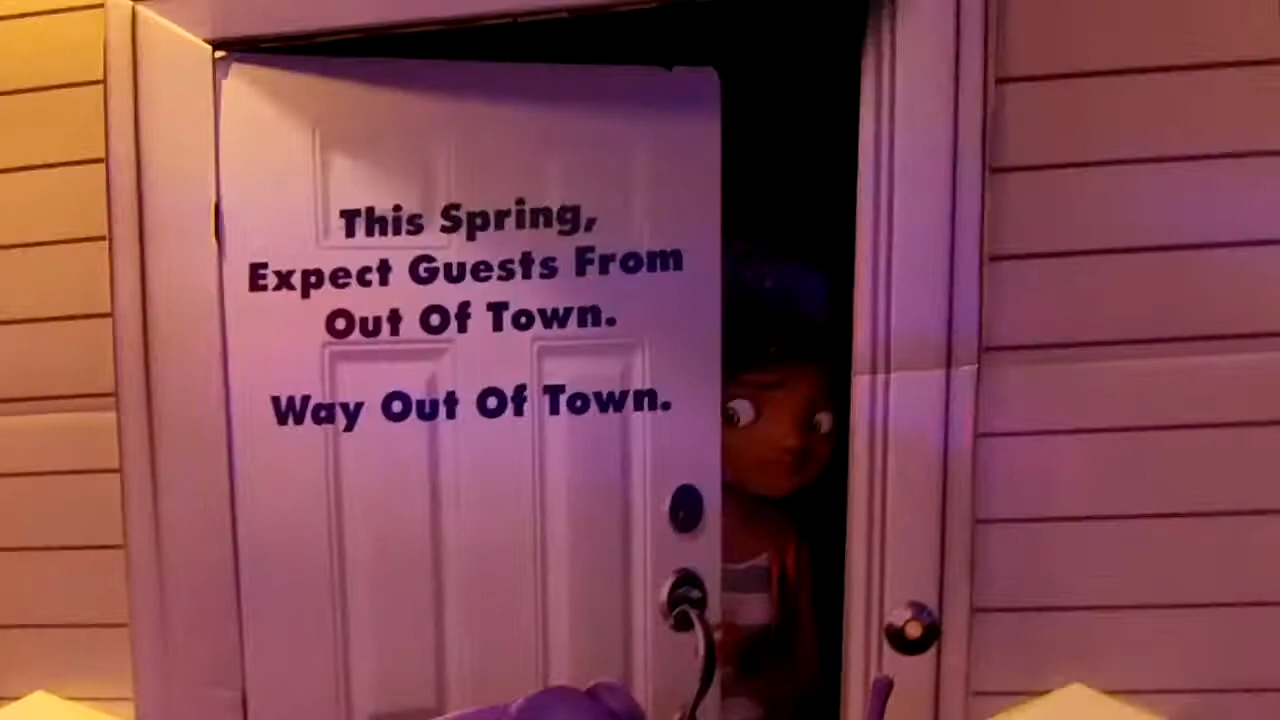 This Spring,
Expect Guests From
Out Of Town.
Way Out Of Town.